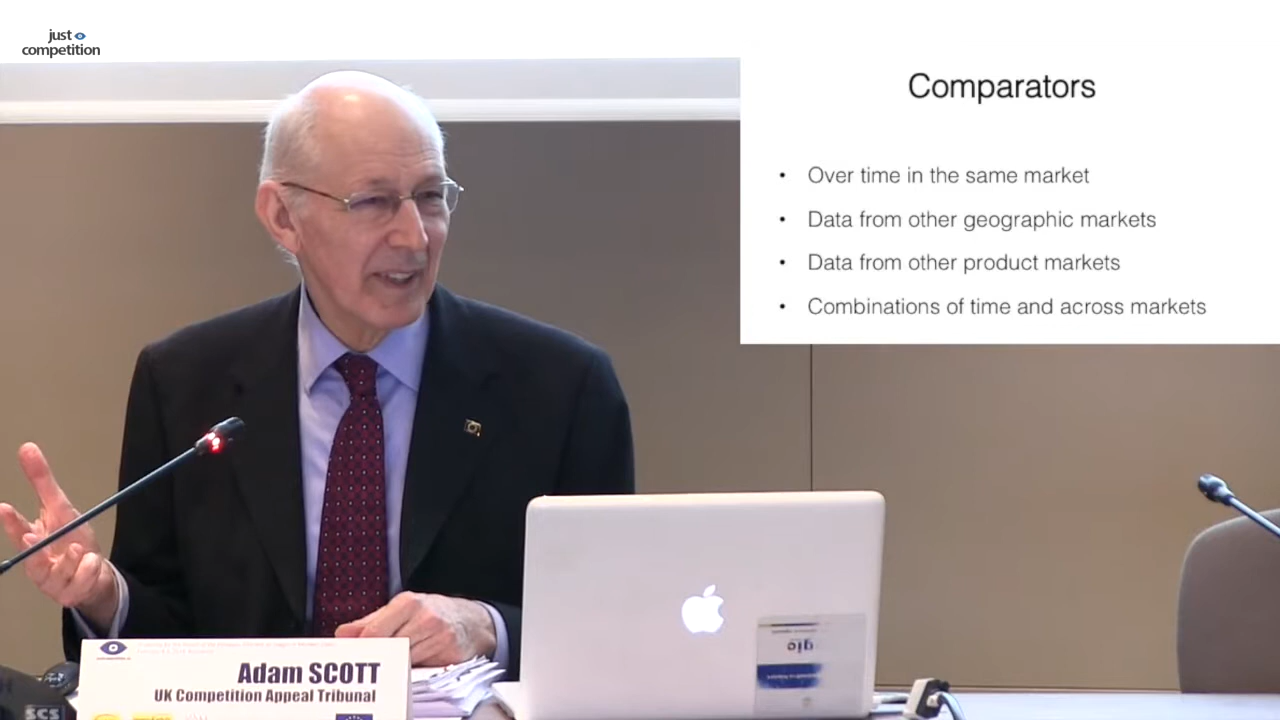 just
competition
Comparators
• Over time in the same market
• Data from other geographic markets
• Data from other product markets
• Combinations of time and across markets
Adam SCOTT
UK Competition Appeal Tribunal
SCS